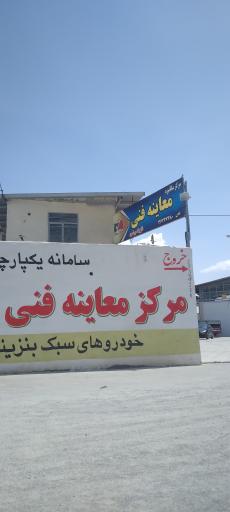 معاینه فنی
خروج
سامانه یکپارچ
مرکز معاینه فنی
خودروهای سبک بنزین